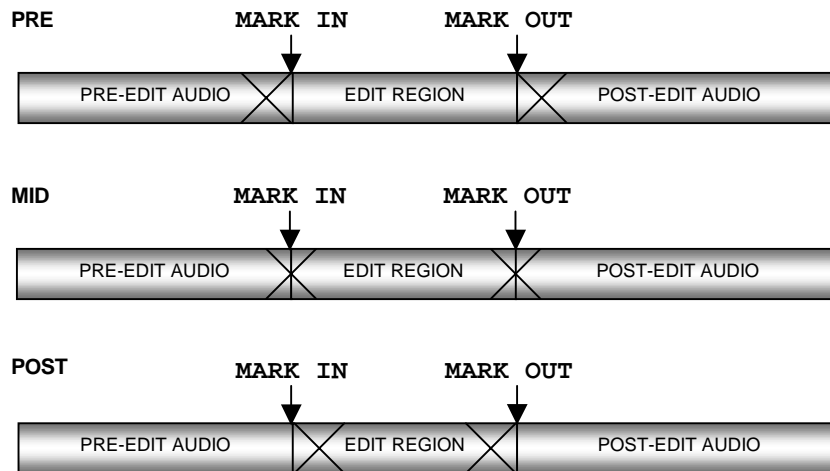 PRE MARK IN MARK OUT
PRE-EDIT AUDIO EDIT REGION POST-EDIT AUDIO
MID MARK IN MARK OUT
PRE-EDIT AUDIO EDIT REGION POST-EDIT AUDIO
POST MARK IN MARK OUT
PRE-EDIT AUDIO EDIT REGION POST-EDIT AUDIO